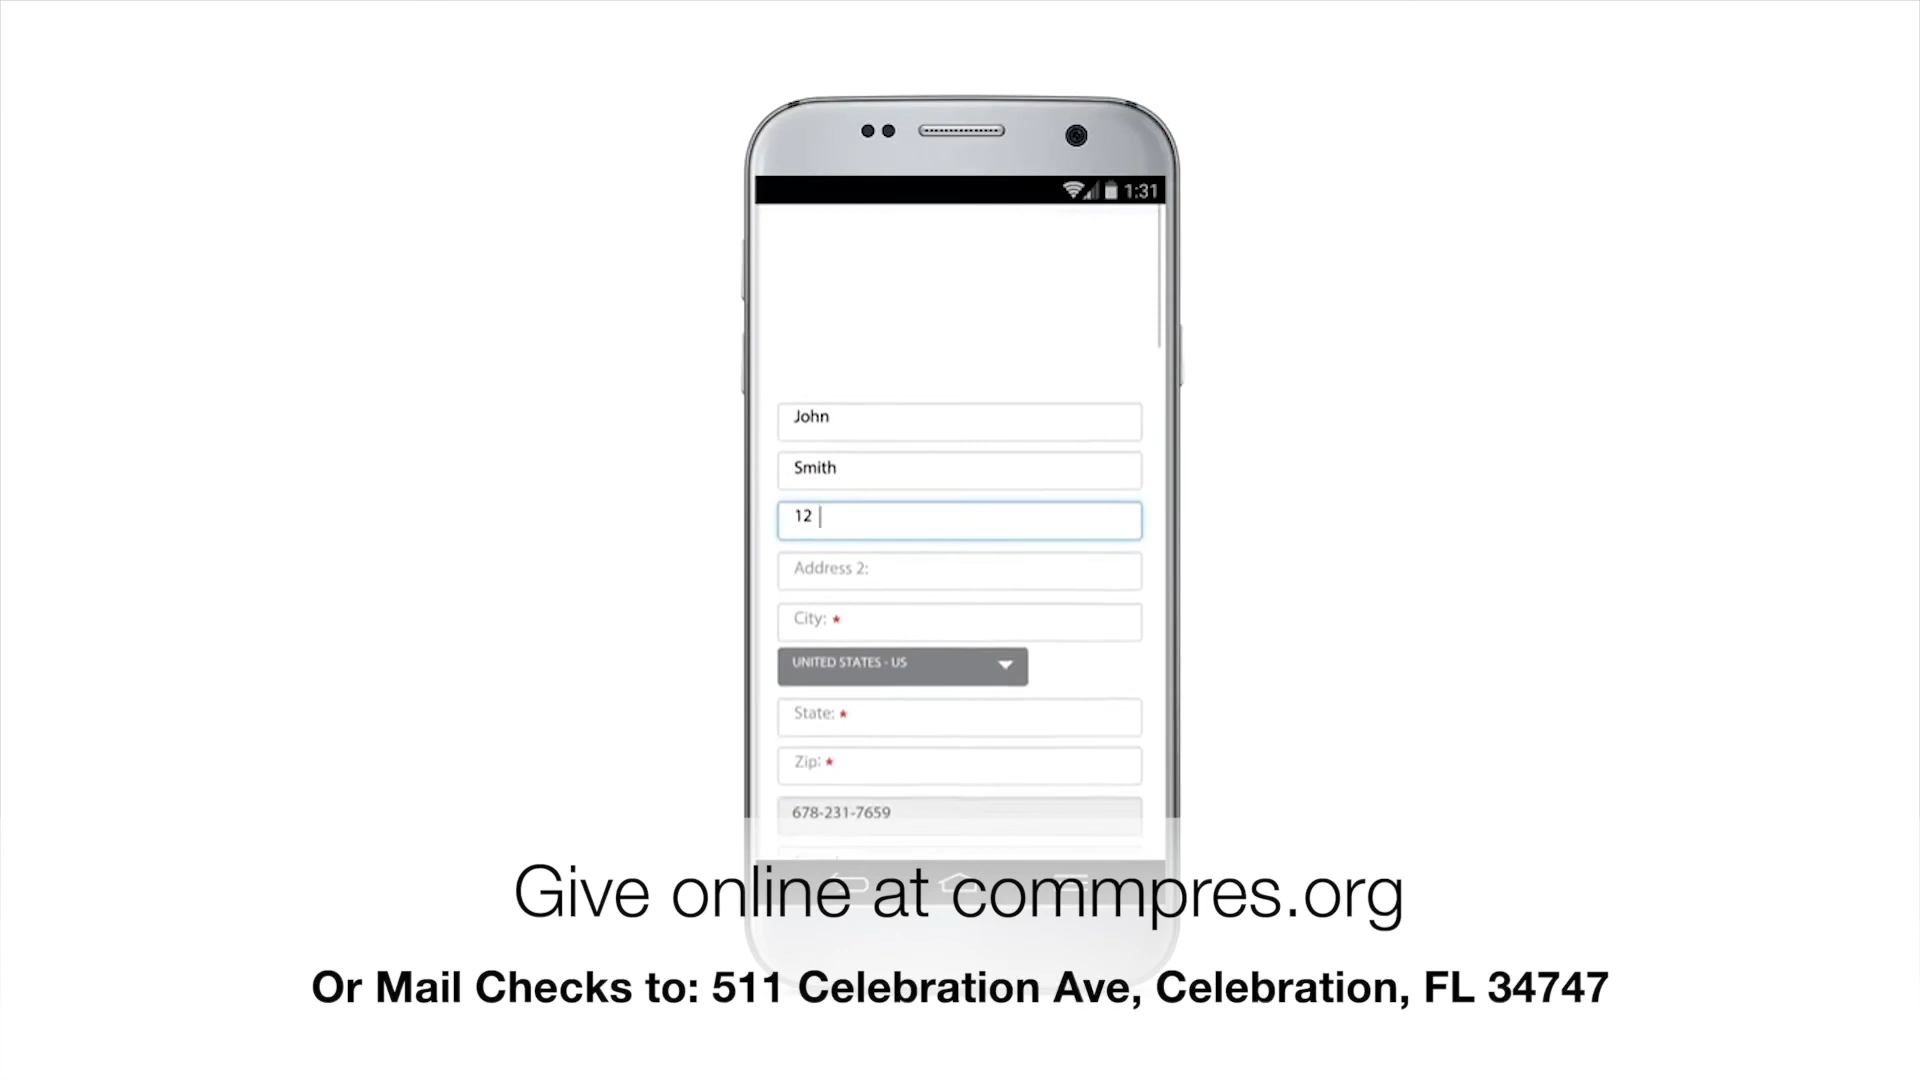 1:31
John
Smith
12
Address 2:
City: *
UNITED STATES - US
State: *
Zip: *
678-231-7659
Give online at commpres.org
Or Mail Checks to: 511 Celebration Ave, Celebration, FL 34747